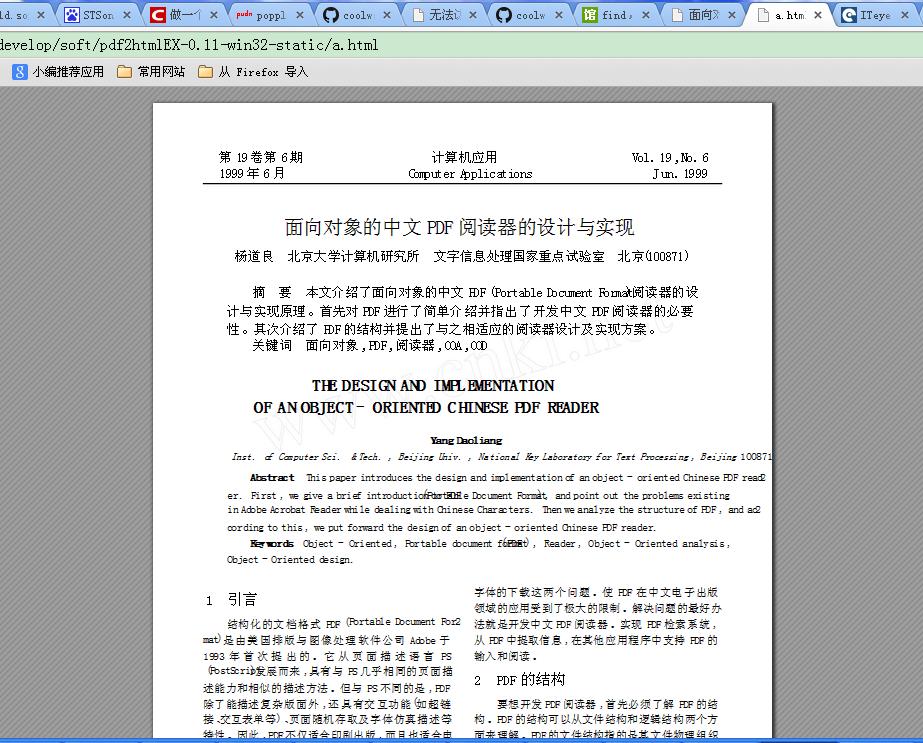 ld.so
STSon
做一个
pudn poppl
coolw
无法
coolw
馆 find,
面向对
a.htm
ITeye
develop/soft/pdf2htmlEX-0.11-win32-static/a.html
小编推荐应用 常用网站 从 Firefox 导入
第 19 卷第 6 期 计算机应用 Vol. 19 , No. 6
1999 年 6 月 Computer Applications Jun. 1999
面向对象的中文 PDF 阅读器的设计与实现
杨道良 北京大学计算机研究所 文字信息处理国家重点试验室 北京(100871)
摘 要 本文介绍了面向对象的中文 PDF (Portable Document Format)阅读器的设
计与实现原理。首先对 PDF 进行了简单介绍并指出了开发中文 PDF 阅读器的必要
性。其次介绍了 PDF 的结构并提出了与之相适应的阅读器设计及实现方案。
关键词 面向对象 ,PDF, 阅读器 ,OOA ,OOD
www.cnki.net
THE DESIGN AND IMPLEMENTATION
OF AN OBJECT - ORIENTED CHINESE PDF READER
Yang Daoliang
Inst. of Computer Sci. & Tech. , Beijing Univ. , National Key Laboratory for Text Processing , Beijing 100871
Abstract This paper introduces the design and implementation of an object - oriented Chinese PDF read2
er. First , we give a brief introduction to PDF (Portable Document Format) , and point out the problems existing
in Adobe Acrobat Reader while dealing with Chinese Characters. Then we analyze the structure of PDF , and ac2
cording to this , we put forward the design of an object - oriented Chinese PDF reader.
Keywords Object - Oriented , Portable document format (PDF) , Reader , Object - Oriented analysis ,
Object - Oriented design.
1 引言
结构化的文档格式 PDF (Portable Document For2
mat) 是由美国排版与图像处理软件公司 Adobe 于
1993 年首次提出的。它从页面描述语言 PS
(PostScript)发展而来 , 具有与 PS 几乎相同的页面描
述能力和相似的描述方法。但与 PS 不同的是 , PDF
除了能描述复杂版面外 , 还具有交互功能 (如超链
接、交互表单等) 、页面随机存取及字体仿真描述等
特性。因此 , PDF 不仅适合印刷出版 , 而且也适合电
字体的下载这两个问题。使 PDF 在中文电子出版
领域的应用受到了极大的限制。解决问题的最好办
法就是开发中文 PDF 阅读器。实现 PDF 检索系统 ,
从 PDF 中提取信息 , 在其他应用程序中支持 PDF 的
输入和阅读。
2 PDF 的结构
要想开发 PDF 阅读器 , 首先必须了解 PDF 的结
构。PDF 的结构可以从文件结构和逻辑结构两个方
面来理解。PDF 的文件结构指的是其文件物理组织